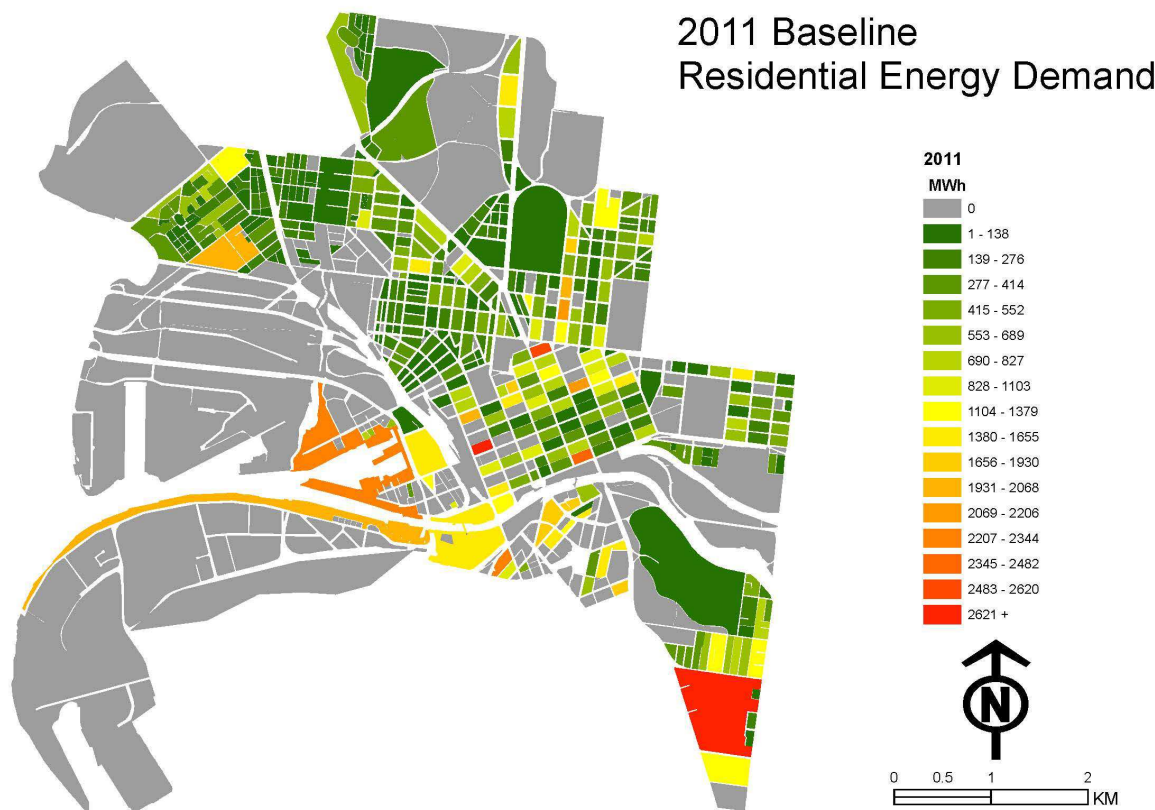 2011 Baseline
Residential Energy Demand
2011
MWh
0
1 - 138
139 - 276
277 - 414
415 - 552
553 - 689
690 - 827
828 - 1103
1104 - 1379
1380 - 1655
1656 - 1930
1931 - 2068
2069 - 2206
2207 - 2344
2345 - 2482
2483 - 2620
2621 +
N
0 0.5 1 2
KM